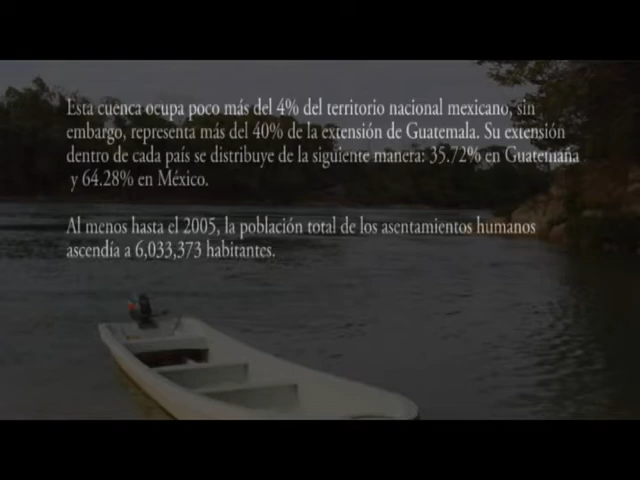 Esta cuenca ocupa poco más del 4% del territorio nacional mexicano, sin
embargo, representa más del 40% de la extensión de Guatemala. Su extensión
dentro de cada país se distribuye de la siguiente manera: 35.72% en Guatemaña
y 64.28% en México.
Al menos hasta el 2005, la población total de los asentamientos humanos
ascendía a 6,033,373 habitantes.